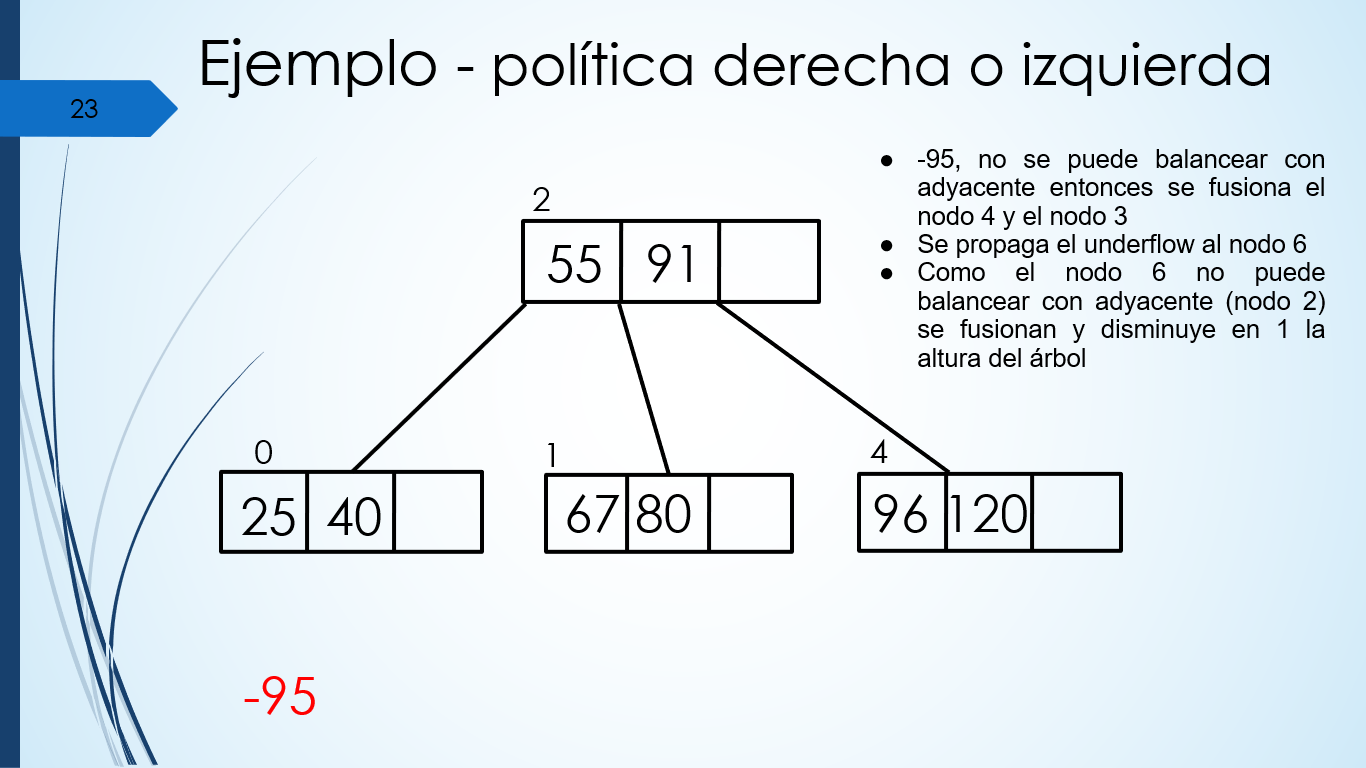 Ejemplo - política derecha o izquierda
23
● -95, no se puede balancear con
adyacente entonces se fusiona el
nodo 4 y el nodo 3
● Se propaga el underflow al nodo 6
● Como el nodo 6 no puede
balancear con adyacente (nodo 2)
se fusionan y disminuye en 1 la
altura del árbol
2
55 91
0
25 40
1
67 80
4
96 120
-95